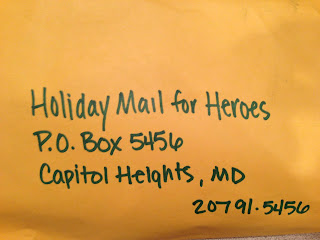 Holiday Mail for Heroes
P.O. Box 5456
Capitol Heights, MD
20791-5456